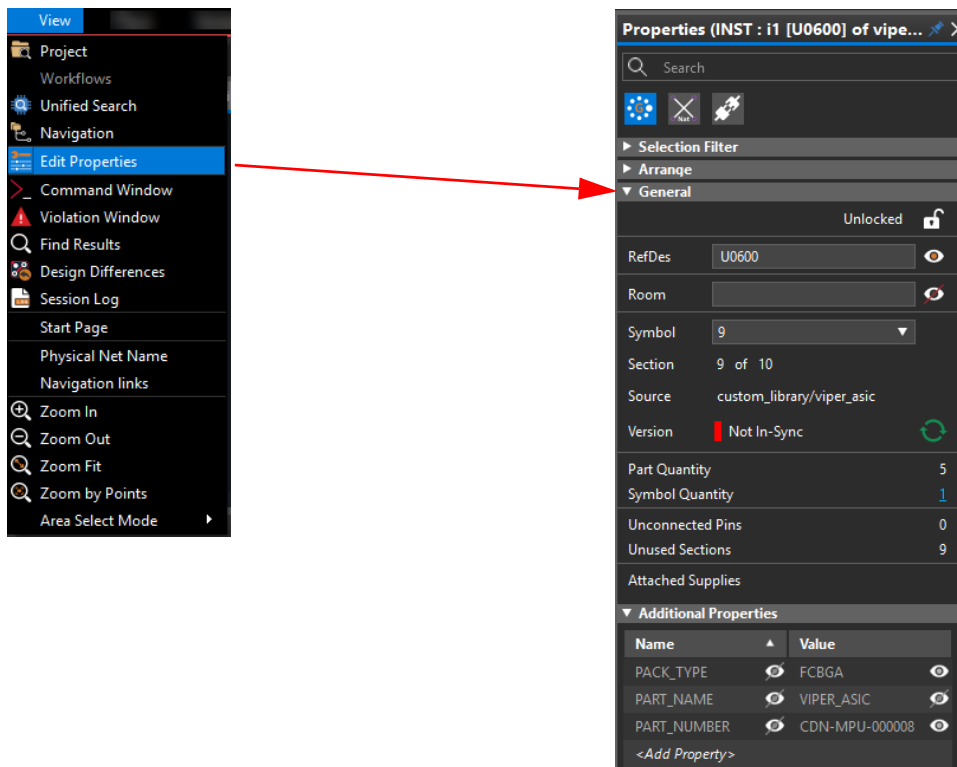 View
Project
Workflows
Unified Search
Navigation
Edit Properties
Command Window
Violation Window
Find Results
Design Differences
Session Log
Start Page
Physical Net Name
Navigation links
Zoom In
Zoom Out
Zoom Fit
Zoom by Points
Area Select Mode
Properties (INST : i1 [U0600] of vipe...
Search
G
Net
Selection Filter
Arrange
General
Unlocked
RefDes U0600
Room
Symbol 9
Section 9 of 10
Source custom_library/viper_asic
Version Not In-Sync
Part Quantity 5
Symbol Quantity 1
Unconnected Pins 0
Unused Sections 9
Attached Supplies
Additional Properties
Name Value
PACK_TYPE FCBGA
PART_NAME VIPER_ASIC
PART_NUMBER CDN-MPU-000008
<Add Property>